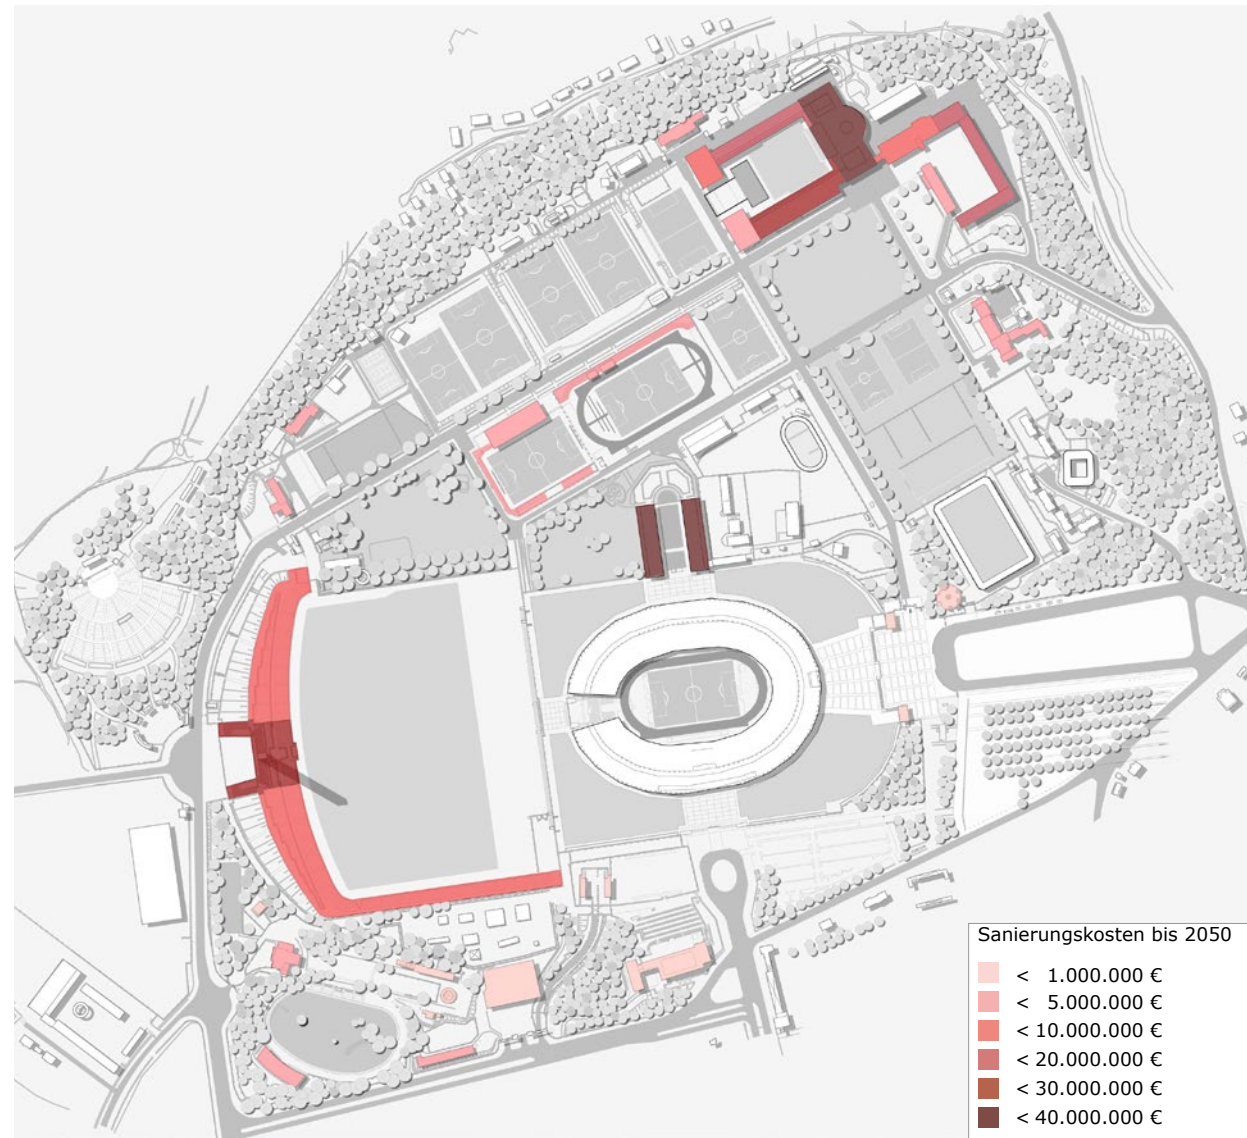 Sanierungskosten bis 2050
< 1.000.000 €
< 5.000.000 €
< 10.000.000 €
< 20.000.000 €
< 30.000.000 €
< 40.000.000 €